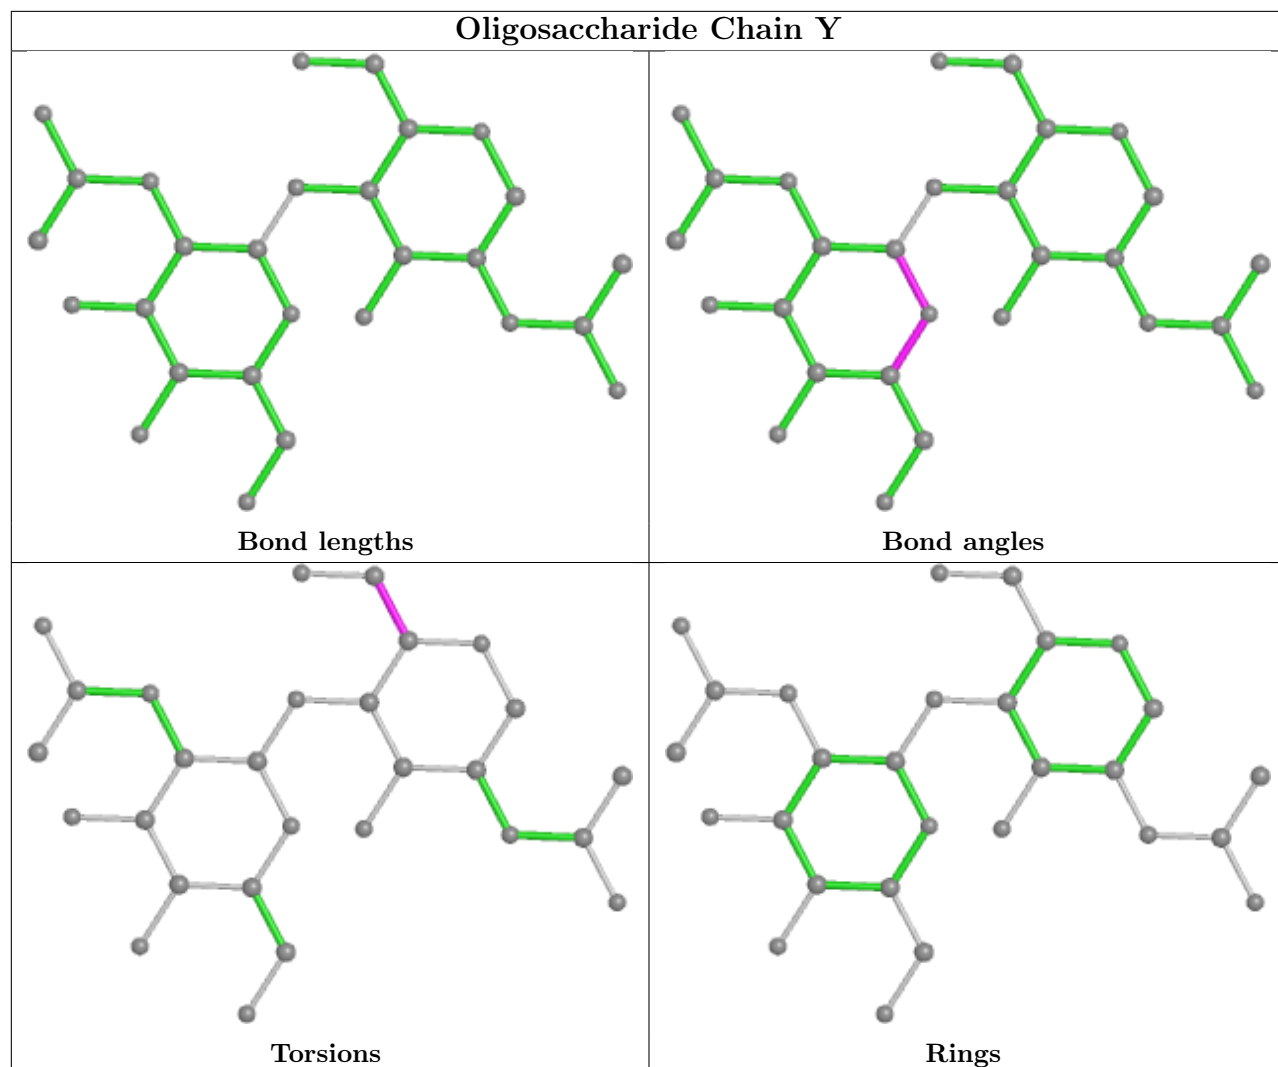 Oligosaccharide Chain Y
Bond lengths
Bond angles
Torsions
Rings